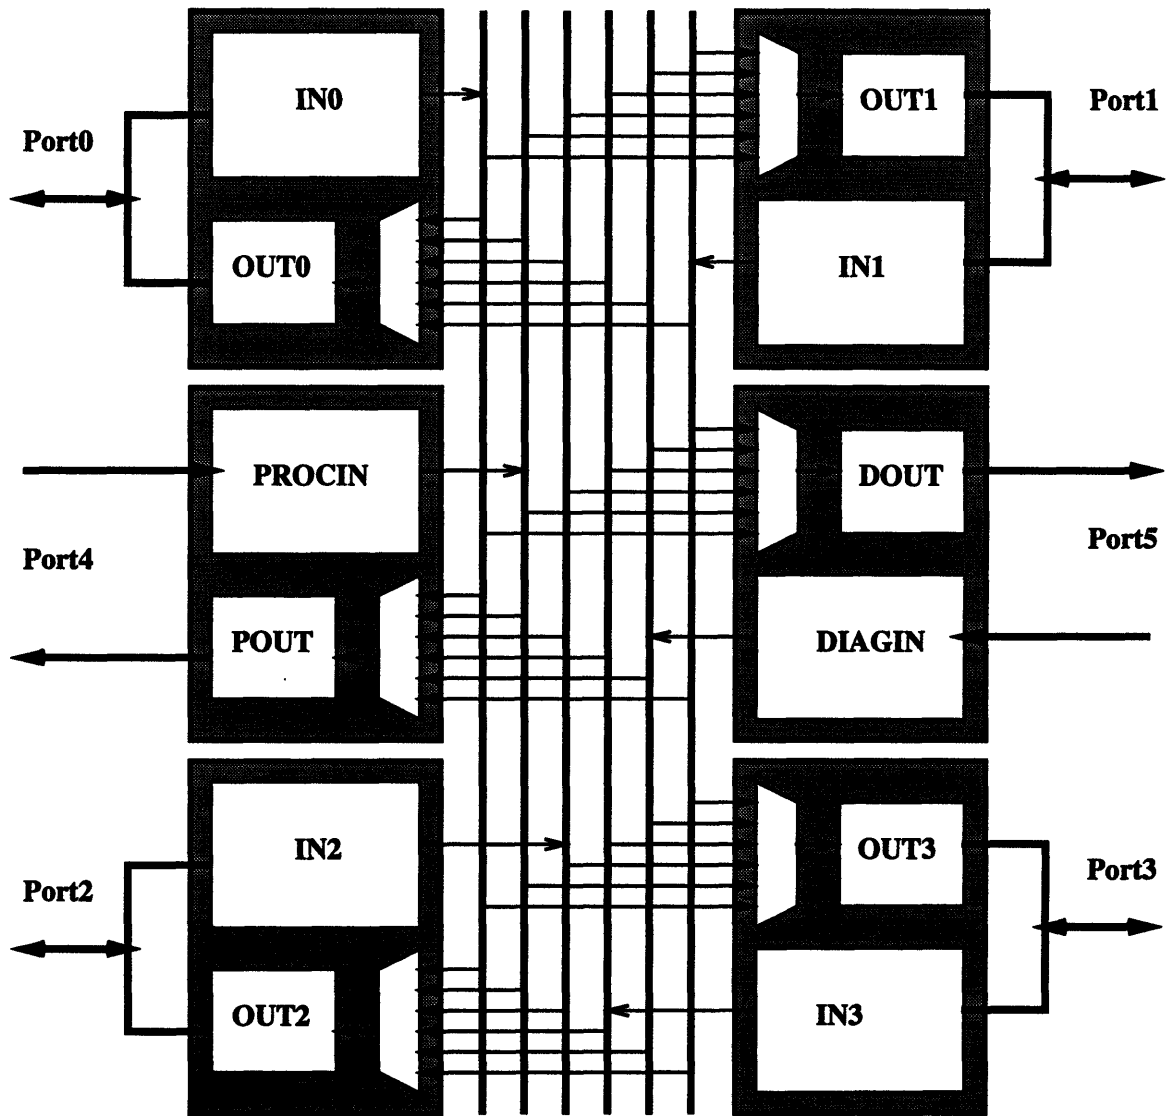 IN0
OUT1
Port0
Port1
OUT0
IN1
PROCIN
DOUT
Port4
Port5
POUT
DIAGIN
IN2
OUT3
Port2
Port3
OUT2
IN3